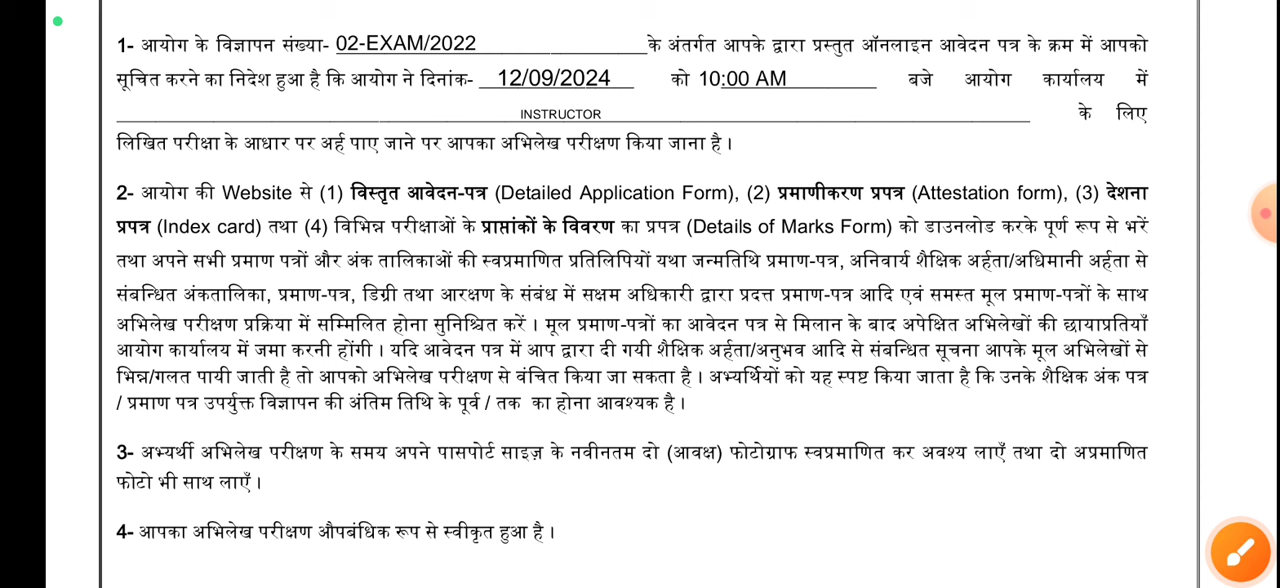 1- आयोग के विज्ञापन संख्या- 02-EXAM/2022 के अंतर्गत आपके द्वारा प्रस्तुत ऑनलाइन आवेदन पत्र के क्रम में आपको
सूचित करने का निदेश हुआ है कि आयोग ने दिनांक- 12/09/2024 को 10:00 AM बजे आयोग कार्यालय में
INSTRUCTOR के लिए
लिखित परीक्षा के आधार पर अर्ह पाए जाने पर आपका अभिलेख परीक्षण किया जाना है।
2- आयोग की Website से (1) विस्तृत आवेदन-पत्र (Detailed Application Form), (2) प्रमाणीकरण प्रपत्र (Attestation form), (3) देशना
प्रपत्र (Index card) तथा (4) विभिन्न परीक्षाओं के प्राप्तांकों के विवरण का प्रपत्र (Details of Marks Form) को डाउनलोड करके पूर्ण रूप से भरें
तथा अपने सभी प्रमाण पत्रों और अंक तालिकाओं की स्वप्रमाणित प्रतिलिपियों यथा जन्मतिथि प्रमाण-पत्र, अनिवार्य शैक्षिक अर्हता/अधिमानी अर्हता से
संबन्धित अंकतालिका, प्रमाण-पत्र, डिग्री तथा आरक्षण के संबंध में सक्षम अधिकारी द्वारा प्रदत्त प्रमाण-पत्र आदि एवं समस्त मूल प्रमाण-पत्रों के साथ
अभिलेख परीक्षण प्रक्रिया में सम्मिलित होना सुनिश्चित करें। मूल प्रमाण-पत्रों का आवेदन पत्र से मिलान के बाद अपेक्षित अभिलेखों की छायाप्रतियाँ
आयोग कार्यालय में जमा करनी होंगी। यदि आवेदन पत्र में आप द्वारा दी गयी शैक्षिक अर्हता/अनुभव आदि से संबन्धित सूचना आपके मूल अभिलेखों से
भिन्न/गलत पायी जाती है तो आपको अभिलेख परीक्षण से वंचित किया जा सकता है। अभ्यर्थियों को यह स्पष्ट किया जाता है कि उनके शैक्षिक अंक पत्र
/ प्रमाण पत्र उपर्युक्त विज्ञापन की अंतिम तिथि के पूर्व / तक का होना आवश्यक है।
3- अभ्यर्थी अभिलेख परीक्षण के समय अपने पासपोर्ट साइज़ के नवीनतम दो (आवक्ष) फोटोग्राफ स्वप्रमाणित कर अवश्य लाएँ तथा दो अप्रमाणित
फोटो भी साथ लाएँ।
4- आपका अभिलेख परीक्षण औपबंधिक रूप से स्वीकृत हुआ है।